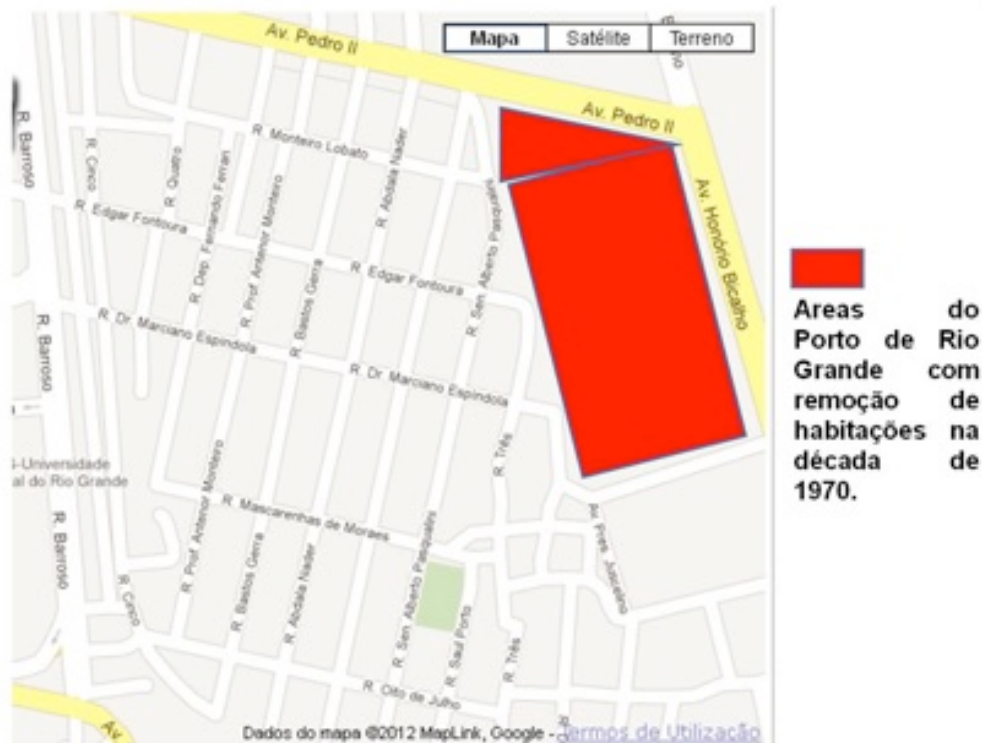 Av. Pedro II
Mapa
Satélite
Terreno
Av. Pedro II
R. Barroso
R. Cinco
R. Quatro
R. Monteiro Lobato
R. Abdala Nader
R. Dep. Fernando Ferrari
R. Prof. Antenor Monteiro
R. Edgar Fontoura
R. Bastos Gerra
R. Edgar Fontoura
R. Sen. Alberto Pasqualini
Av. Honório Bicalho
R. Barroso
R. Dr. Marciano Espindola
R. Dr. Marciano Espindola
R. Três
-Universidade
al do Rio Grande
R. Prof. Antenor Monteiro
R. Mascarenhas de Moraes
Av. Pres. Juscelino
R. Barroso
R. Cinco
R. Bastos Gerra
R. Abdala Nader
R. Sen. Alberto Pasqualini
R. Saul Porto
R. Três
R. Oito de Julho
Av.
Dados do mapa ©2012 MapLink, Google - Termos de Utilização
Areas do
Porto de Rio
Grande com
remoção de
habitações na
década de
1970.